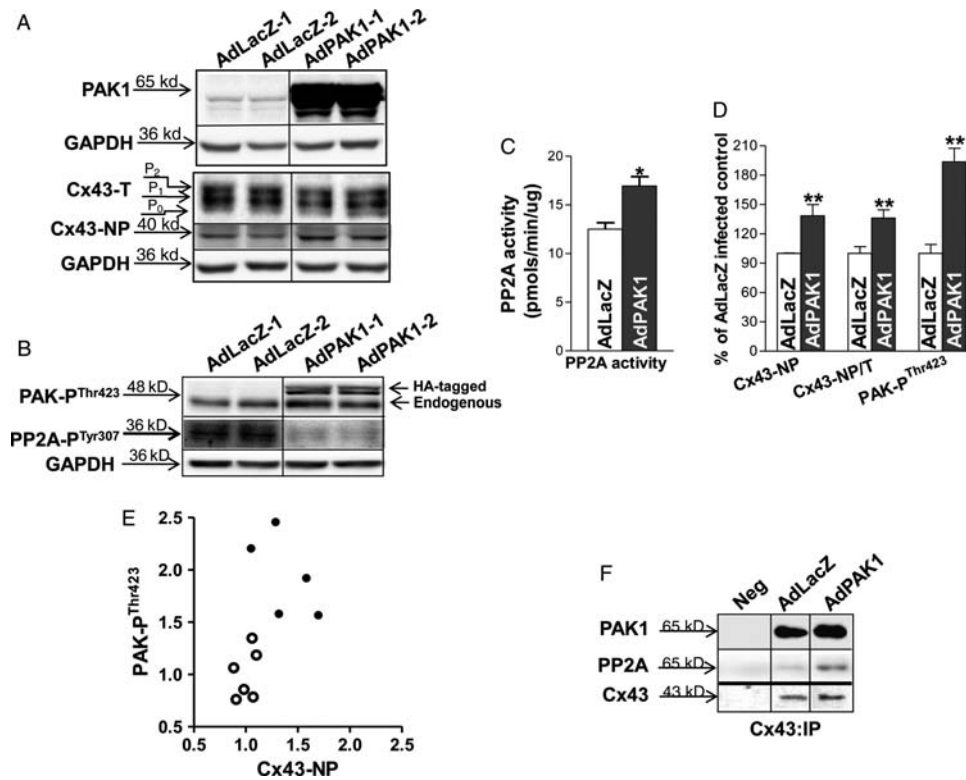 A
AdLacZ-1 AdLacZ-2 AdPAK1-1 AdPAK1-2
PAK1 65 kd
GAPDH 36 kd
Cx43-T P2 P1 P0
Cx43-NP 40 kd
GAPDH 36 kd
B
AdLacZ-1 AdLacZ-2 AdPAK1-1 AdPAK1-2
PAK-PThr423 48 kD HA-tagged
Endogenous
PP2A-PTyr307 36 kD
GAPDH 36 kD
C
PP2A activity
(pmols/min/ug)
20
15
10
5
0
*
AdLacZ AdPAK1
PP2A activity
D
% of AdLacZ infected control
210
180
150
120
90
60
30
0
** ** **
AdLacZ AdPAK1 AdLacZ AdPAK1 AdLacZ AdPAK1
Cx43-NP Cx43-NP/T PAK-PThr423
E
PAK-PThr423
2.5
2.0
1.5
1.0
0.5
0.5 1.0 1.5 2.0 2.5
Cx43-NP
F
Neg AdLacZ AdPAK1
PAK1 65 kD
PP2A 65 kD
Cx43 43 kD
Cx43:IP